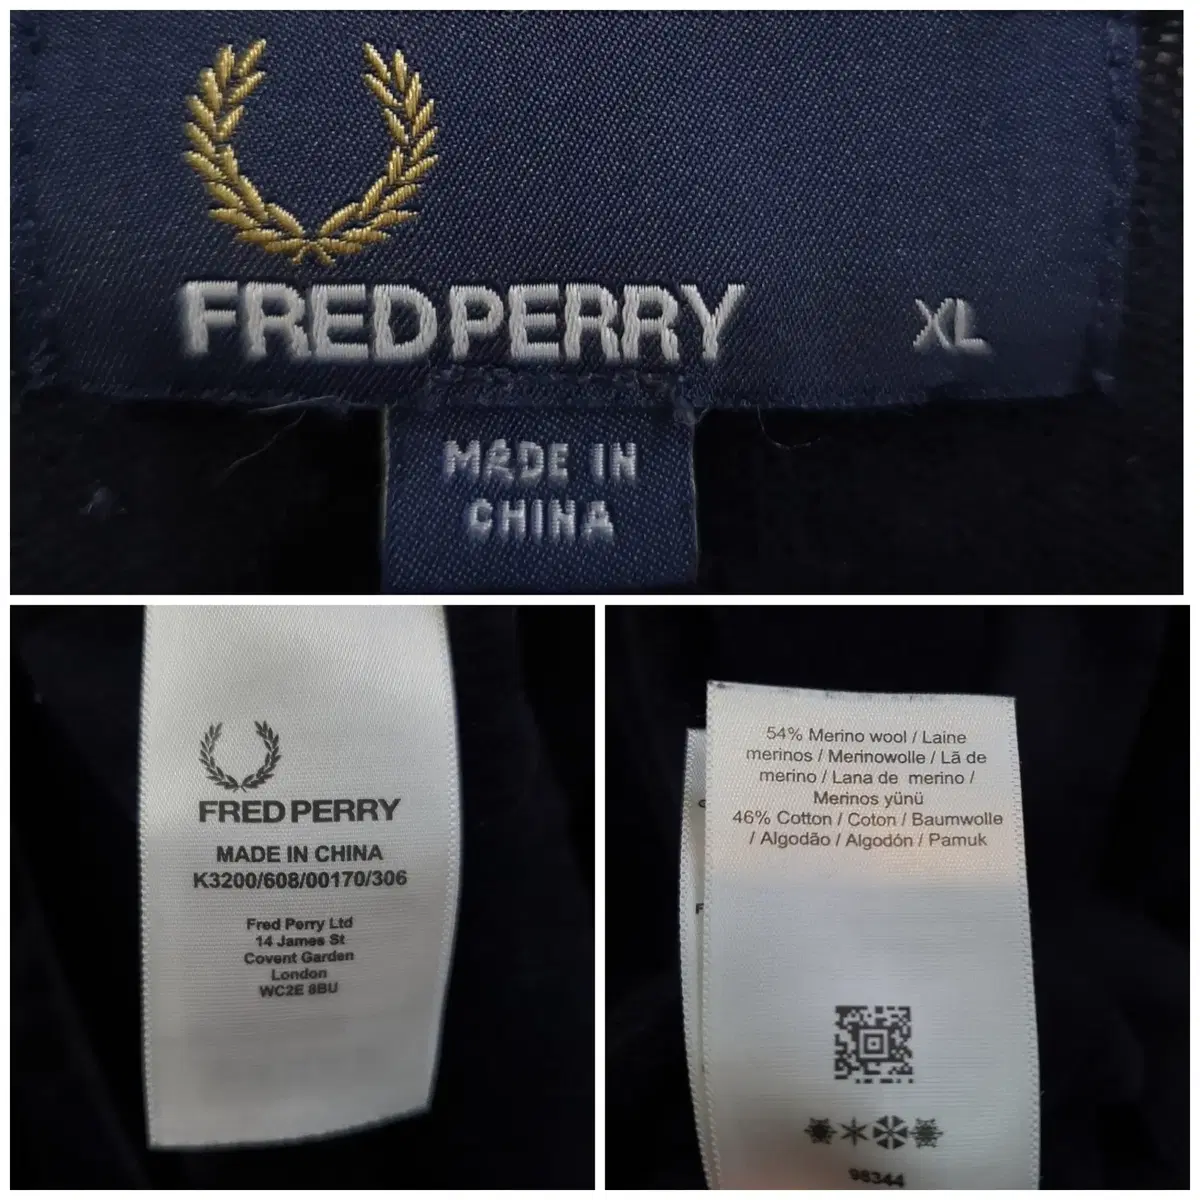 FRED PERRY
XL
MADE IN
CHINA
FRED PERRY
MADE IN CHINA
K3200/608/00170/306
Fred Perry Ltd
14 James St
Covent Garden
London
WC2E 8BU
54% Merino wool / Laine
merinos / Merinowolle / Lã de
merino / Lana de merino /
Merinos yünü
46% Cotton / Coton / Baumwolle
/ Algodão / Algodón / Pamuk
98344